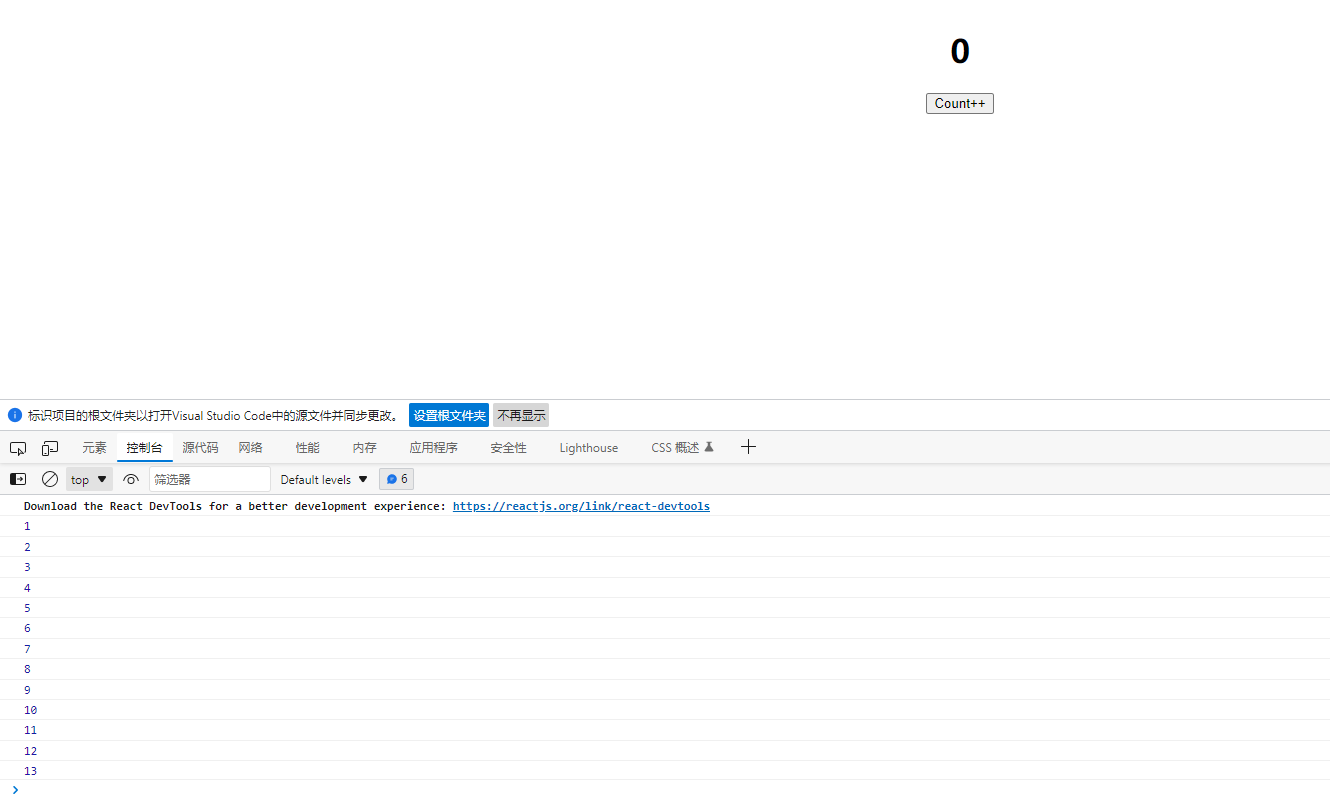 0
Count++
标识项目的根文件夹以打开Visual Studio Code中的源文件并同步更改。 设置根文件夹 不再显示
元素 控制台 源代码 网络 性能 内存 应用程序 安全性 Lighthouse CSS 概述
top 筛选器 Default levels 6
Download the React DevTools for a better development experience: https://reactjs.org/link/react-devtools
1
2
3
4
5
6
7
8
9
10
11
12
13